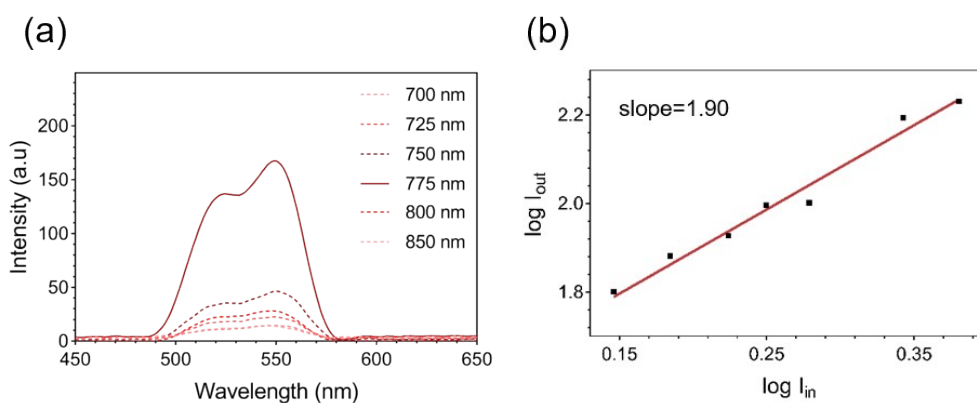 (a)
Intensity (a.u)
200
150
100
50
0
450
500
550
600
650
Wavelength (nm)
700 nm
725 nm
750 nm
775 nm
800 nm
850 nm
(b)
slope=1.90
log I_out
2.2
2.0
1.8
0.15
0.25
0.35
log I_in